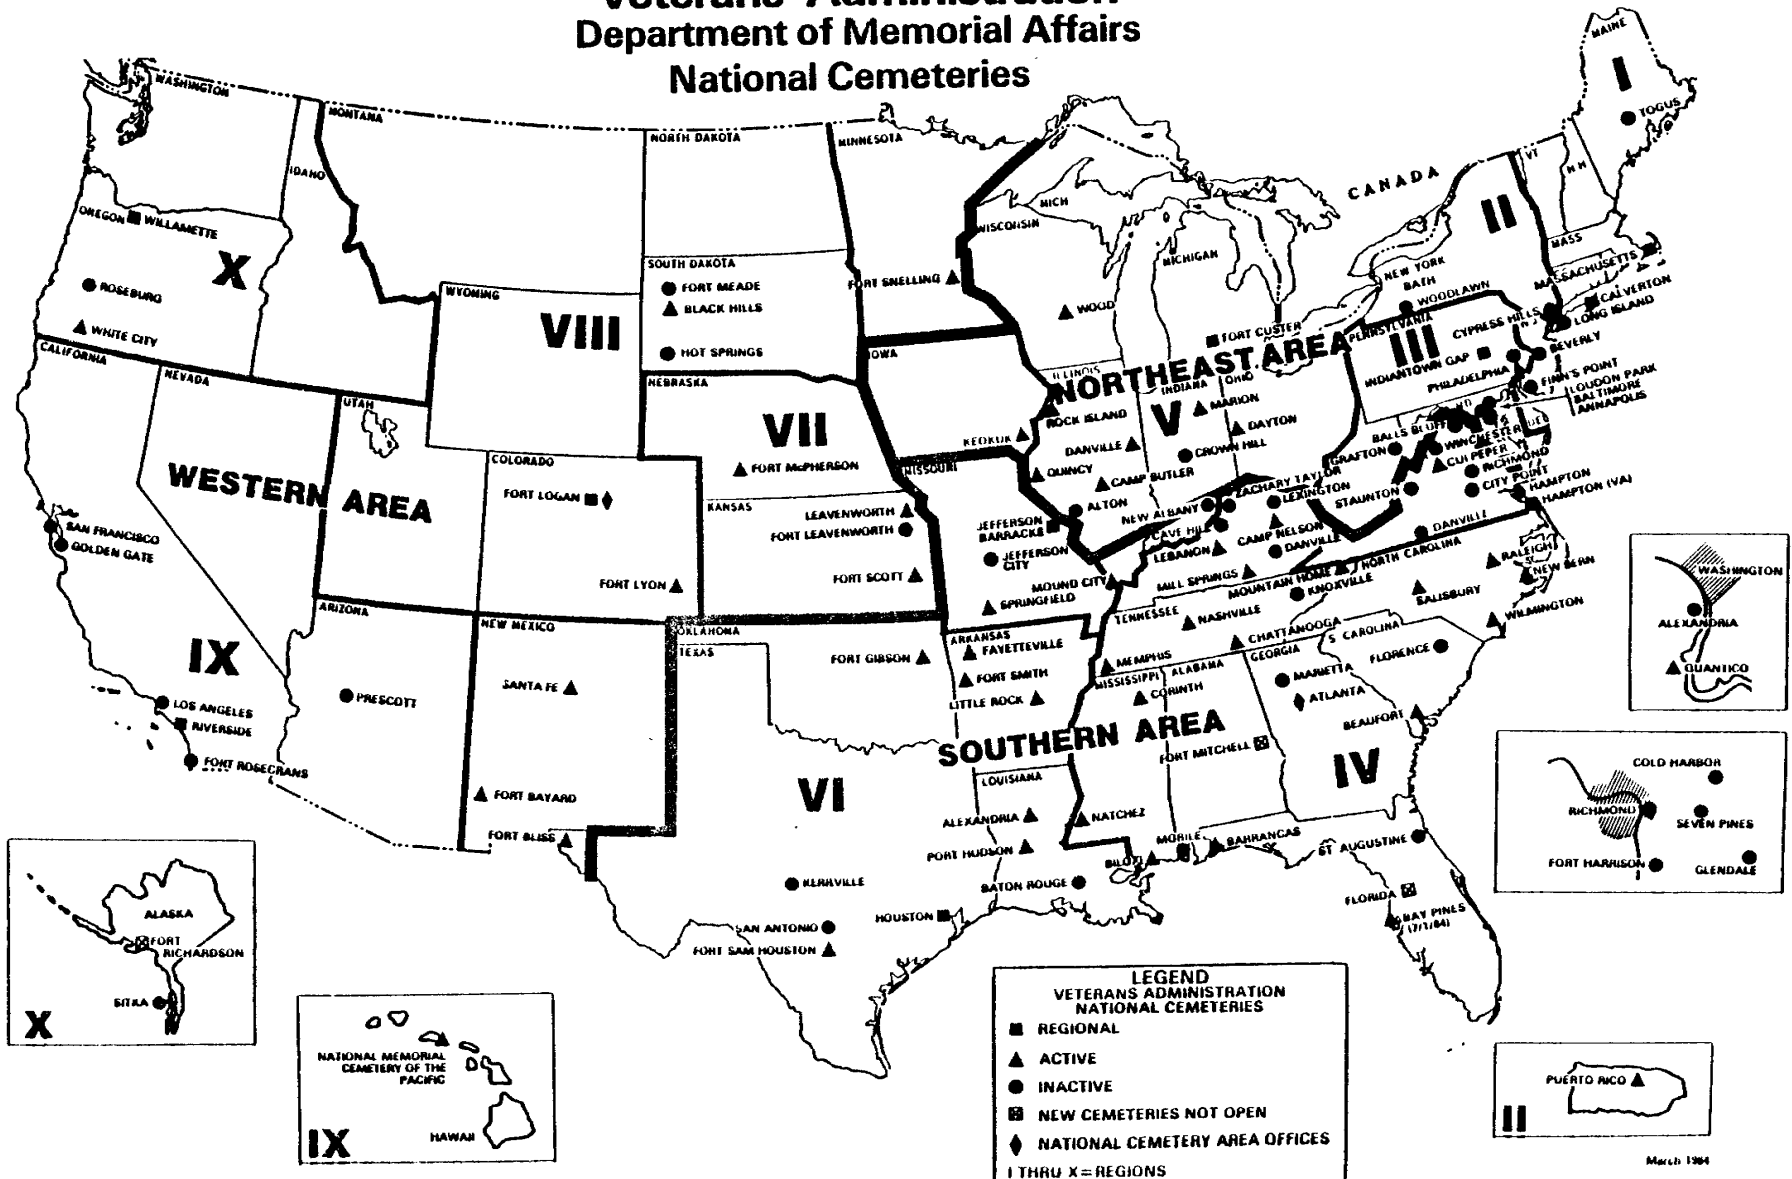 Veterans Administration
Department of Memorial Affairs
National Cemeteries
WASHINGTON
MONTANA
NORTH DAKOTA
MINNESOTA
IDAHO
OREGON
WILLAMETTE
X
ROSEBURG
WHITE CITY
WYOMING
VIII
SOUTH DAKOTA
FORT MEADE
BLACK HILLS
HOT SPRINGS
FORT SNELLING
WISCONSIN
MICH
MICHIGAN
WOOD
CANADA
MAINE
I
TOGUS
VT
N H
II
MASS
MASSACHUSETTS
NEW YORK
BATH
WOODLAWN
CALVERTON
LONG ISLAND
CYPRESS HILLS
N J
BEVERLY
PENNSYLVANIA
III
INDIANTOWN GAP
PHILADELPHIA
FINN'S POINT
LOUDON PARK
BALTIMORE
ANNAPOLIS
FORT CUSTER
NORTHEAST AREA
ILLINOIS
INDIANA
OHIO
V
MARION
DAYTON
ROCK ISLAND
DANVILLE
CROWN HILL
QUINCY
CAMP BUTLER
ALTON
IOWA
KEOKUK
BALLS BLUFF
GRAFTON
WINCHESTER
DEL
CULPEPER
RICHMOND
CITY POINT
HAMPTON
HAMPTON (VA)
STAUNTON
DANVILLE
ZACHARY TAYLOR
LEXINGTON
NEW ALBANY
CAVE HILL
CAMP NELSON
LEBANON
DANVILLE
MILL SPRINGS
CALIFORNIA
NEVADA
UTAH
WESTERN AREA
COLORADO
FORT LOGAN
FORT LYON
NEBRASKA
VII
FORT McPHERSON
KANSAS
LEAVENWORTH
FORT LEAVENWORTH
FORT SCOTT
MISSOURI
JEFFERSON
BARRACKS
JEFFERSON
CITY
MOUND CITY
SPRINGFIELD
SAN FRANCISCO
GOLDEN GATE
IX
LOS ANGELES
RIVERSIDE
FORT ROSECRANS
ARIZONA
PRESCOTT
NEW MEXICO
SANTA FE
FORT BAYARD
FORT BLISS
OKLAHOMA
TEXAS
FORT GIBSON
ARKANSAS
FAYETTEVILLE
FORT SMITH
LITTLE ROCK
TENNESSEE
MOUNTAIN HOME
KNOXVILLE
NASHVILLE
CHATTANOOGA
MEMPHIS
NORTH CAROLINA
RALEIGH
NEW BERN
SALISBURY
WILMINGTON
S CAROLINA
FLORENCE
BEAUFORT
MISSISSIPPI
ALABAMA
GEORGIA
CORINTH
MARIETTA
ATLANTA
SOUTHERN AREA
FORT MITCHELL
IV
VI
LOUISIANA
ALEXANDRIA
NATCHEZ
PORT HUDSON
BILOXI
MOBILE
BARRANCAS
ST AUGUSTINE
BATON ROUGE
FLORIDA
BAY PINES
(7/1/84)
KERRVILLE
HOUSTON
SAN ANTONIO
FORT SAM HOUSTON
WASHINGTON
ALEXANDRIA
QUANTICO
COLD HARBOR
RICHMOND
SEVEN PINES
FORT HARRISON
GLENDALE
ALASKA
FORT
RICHARDSON
SITKA
X
NATIONAL MEMORIAL
CEMETERY OF THE
PACIFIC
HAWAII
IX
LEGEND
VETERANS ADMINISTRATION
NATIONAL CEMETERIES
REGIONAL
ACTIVE
INACTIVE
NEW CEMETERIES NOT OPEN
NATIONAL CEMETERY AREA OFFICES
I THRU X = REGIONS
PUERTO RICO
II
March 1984